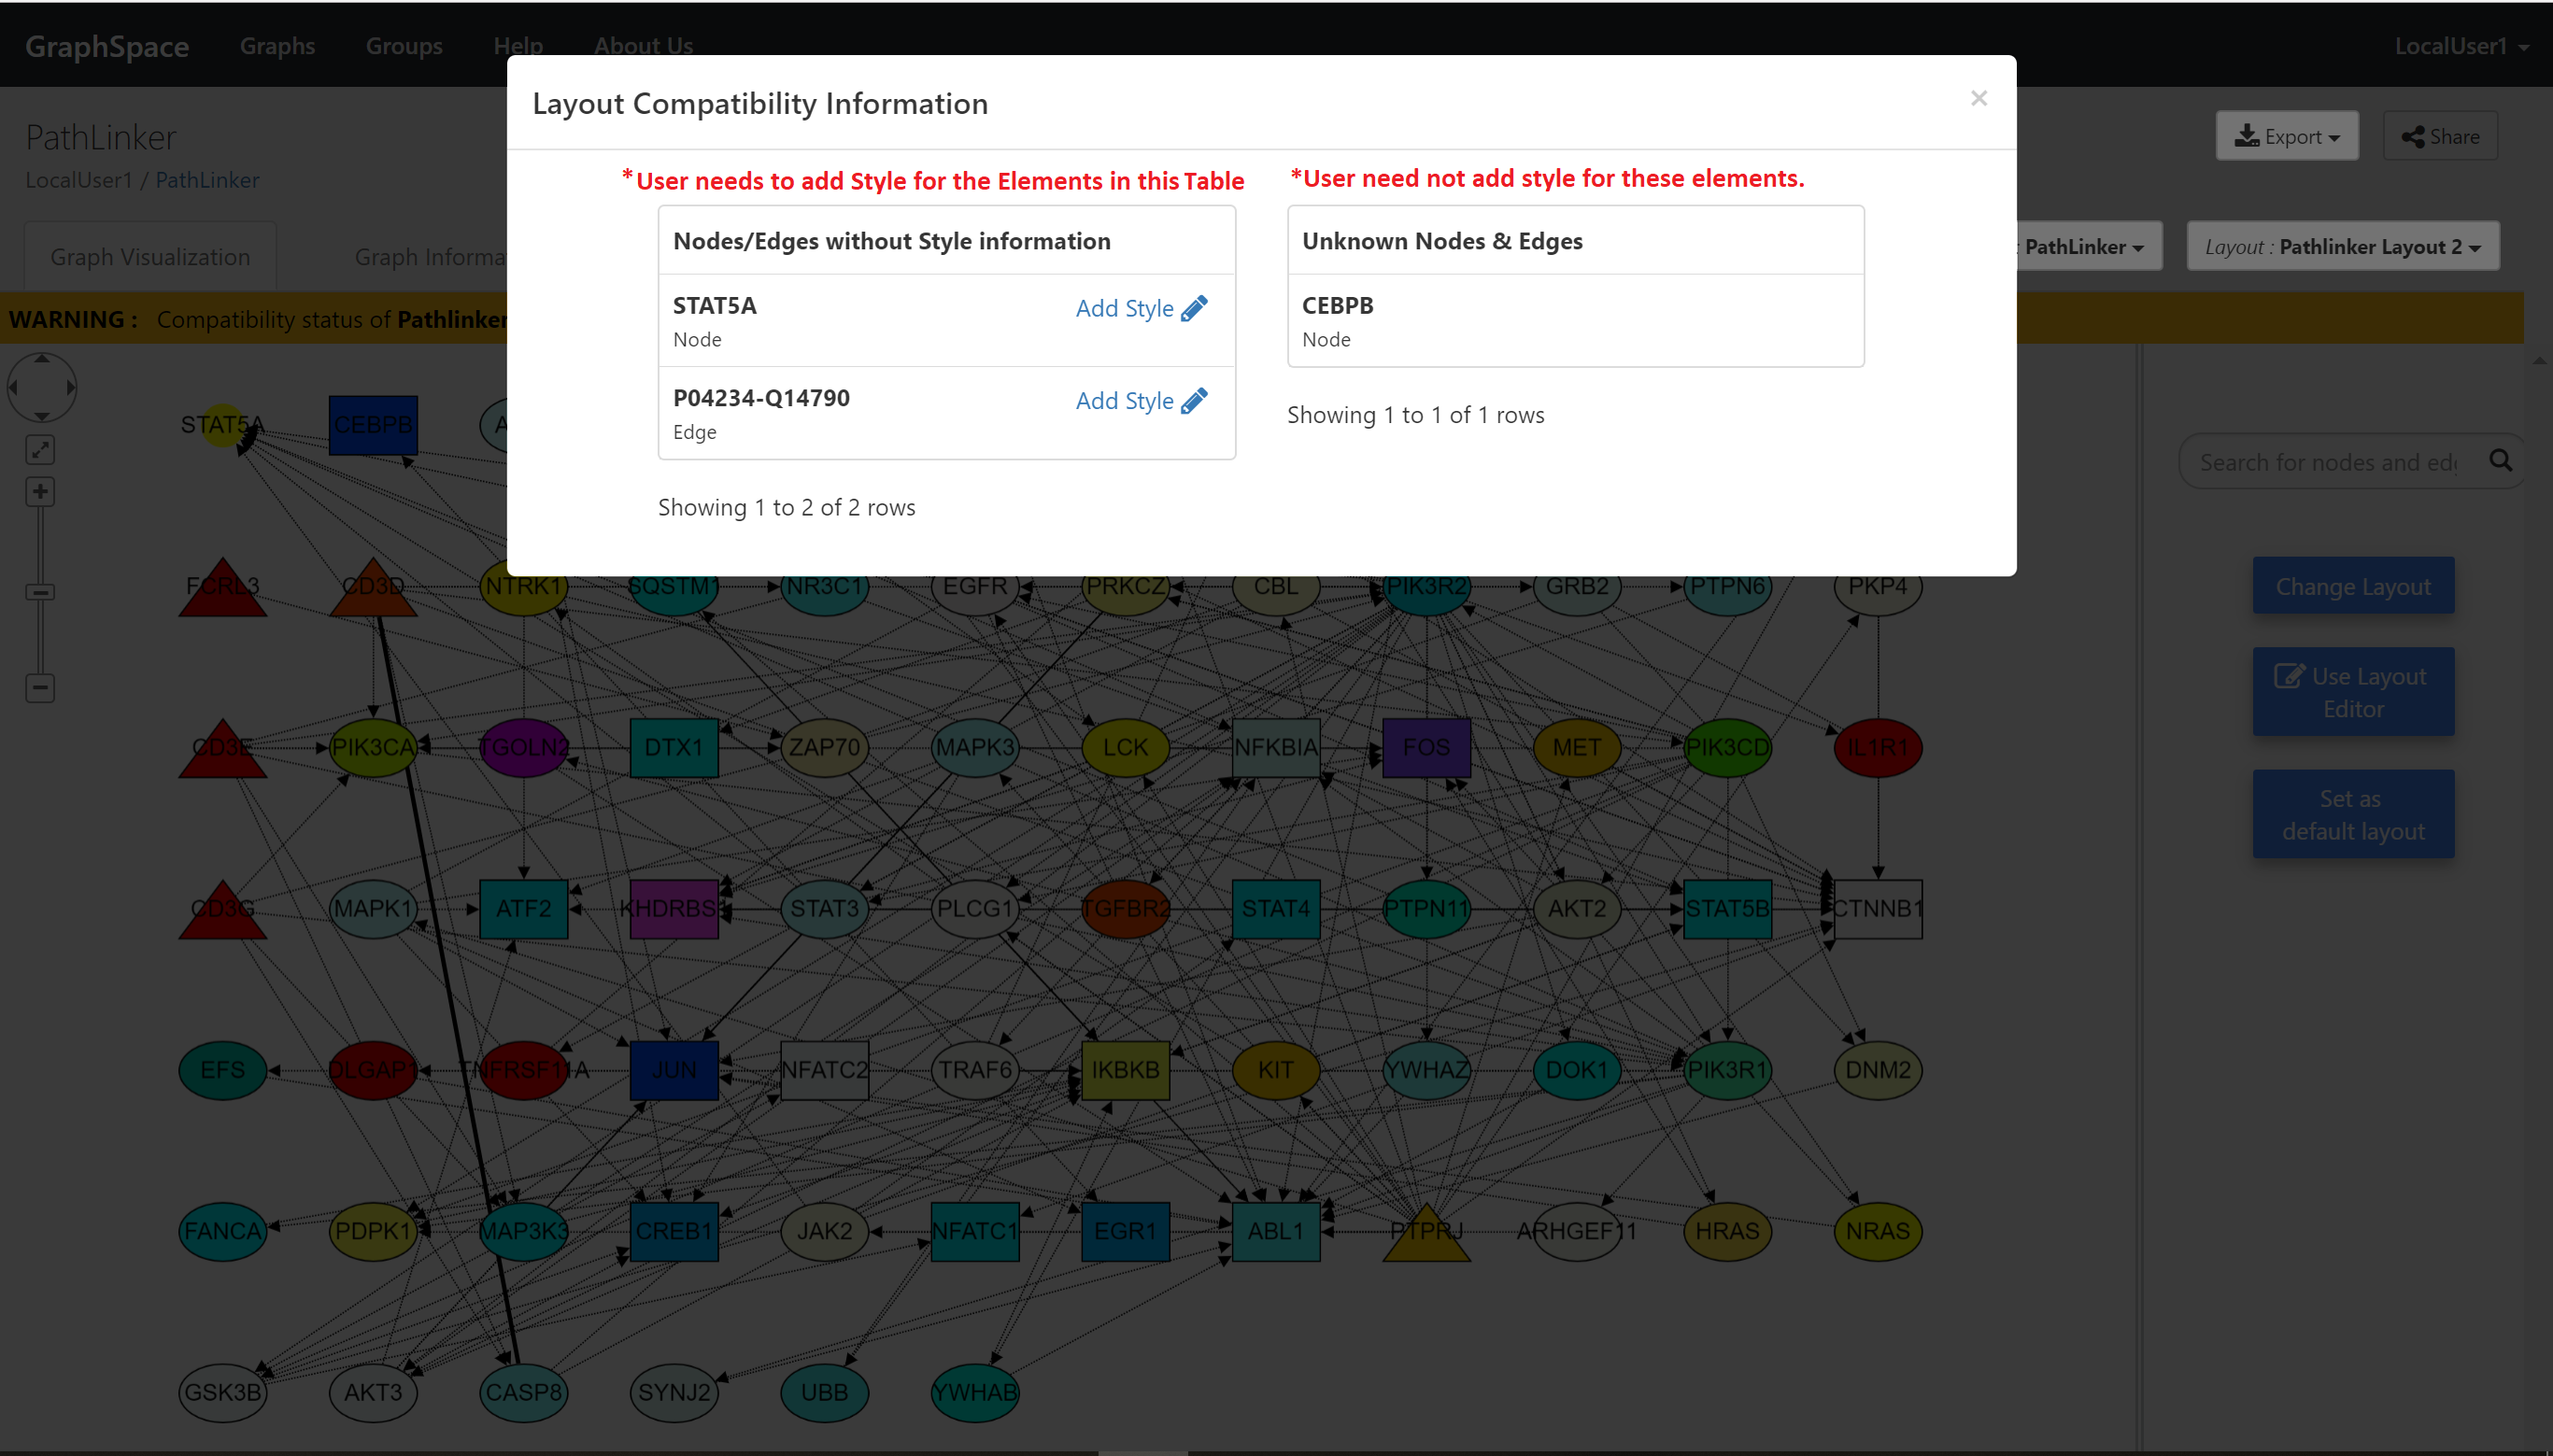 GraphSpace Graphs Groups Help About Us LocalUser1
Layout Compatibility Information
×
PathLinker
LocalUser1 / PathLinker
Export
Share
*User needs to add Style for the Elements in this Table
*User need not add style for these elements.
Nodes/Edges without Style information
STAT5A
Node
Add Style
P04234-Q14790
Edge
Add Style
Showing 1 to 2 of 2 rows
Unknown Nodes & Edges
CEBPB
Node
Showing 1 to 1 of 1 rows
Graph Visualization
: PathLinker
Layout : Pathlinker Layout 2
WARNING : Compatibility status of
Search for nodes and
Change Layout
Use Layout
Editor
Set as
default layout
STAT5A CEBPB
FCRL3 CD3D NTRK1 SQSTM1 NR3C1 EGFR PRKCZ CBL PIK3R2 GRB2 PTPN6 PKP4
CD3E PIK3CA TGOLN2 DTX1 ZAP70 MAPK3 LCK NFKBIA FOS MET PIK3CD IL1R1
CD3G MAPK1 ATF2 STAT3 PLCG1 TGFBR2 STAT4 PTPN11 AKT2 STAT5B CTNNB1
EFS DLGAP1 TNFRSF11A JUN NFATC2 TRAF6 IKBKB KIT YWHAZ DOK1 PIK3R1 DNM2
FANCA PDPK1 MAP3K3 CREB1 JAK2 NFATC1 EGR1 ABL1 PTPRJ ARHGEF11 HRAS NRAS
GSK3B AKT3 CASP8 SYNJ2 UBB YWHAB